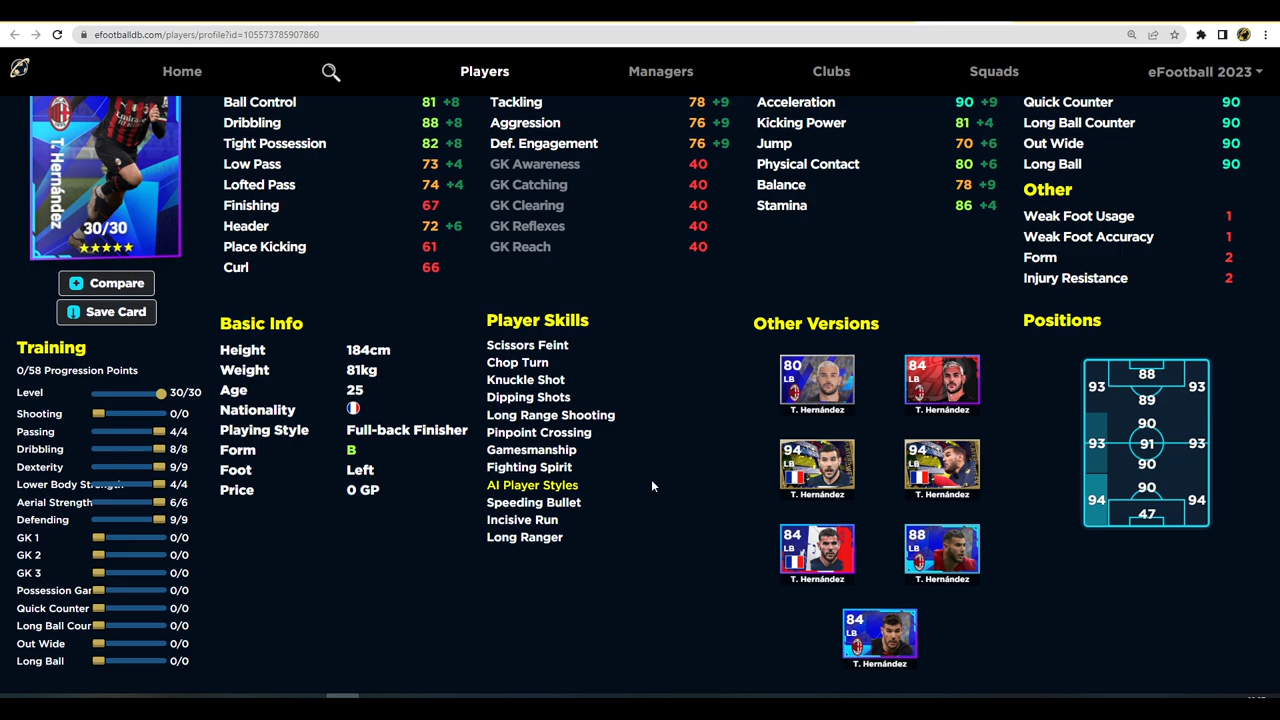 efootballdb.com/players/profile?id=105573785907860
Home Players Managers Clubs Squads eFootball 2023
T. Hernández
30/30
Compare
Save Card
Ball Control 81 +8
Dribbling 88 +8
Tight Possession 82 +8
Low Pass 73 +4
Lofted Pass 74 +4
Finishing 67
Header 72 +6
Place Kicking 61
Curl 66
Tackling 78 +9
Aggression 76 +9
Def. Engagement 76 +9
GK Awareness 40
GK Catching 40
GK Clearing 40
GK Reflexes 40
GK Reach 40
Acceleration 90 +9
Kicking Power 81 +4
Jump 70 +6
Physical Contact 80 +6
Balance 78 +9
Stamina 86 +4
Quick Counter 90
Long Ball Counter 90
Out Wide 90
Long Ball 90
Other
Weak Foot Usage 1
Weak Foot Accuracy 1
Form 2
Injury Resistance 2
Training
0/58 Progression Points
Level 30/30
Shooting 0/0
Passing 4/4
Dribbling 8/8
Dexterity 9/9
Lower Body Strength 4/4
Aerial Strength 6/6
Defending 9/9
GK 1 0/0
GK 2 0/0
GK 3 0/0
Possession Gar 0/0
Quick Counter 0/0
Long Ball Cour 0/0
Out Wide 0/0
Long Ball 0/0
Basic Info
Height 184cm
Weight 81kg
Age 25
Nationality
Playing Style Full-back Finisher
Form B
Foot Left
Price 0 GP
Player Skills
Scissors Feint
Chop Turn
Knuckle Shot
Dipping Shots
Long Range Shooting
Pinpoint Crossing
Gamesmanship
Fighting Spirit
AI Player Styles
Speeding Bullet
Incisive Run
Long Ranger
Other Versions
80
LB
T. Hernández
84
LB
T. Hernández
94
LB
T. Hernández
94
LB
T. Hernández
84
LB
T. Hernández
88
LB
T. Hernández
84
LB
T. Hernández
Positions
88
93 93
89
90
93 91 93
90
90
94 94
47